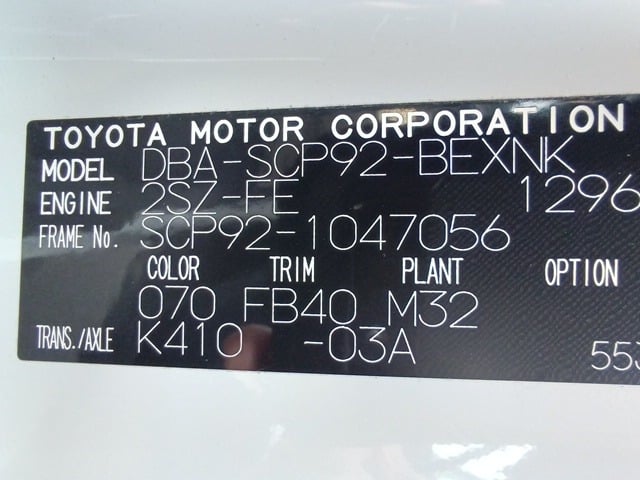 TOYOTA MOTOR CORPORATION
MODEL DBA-SCP92-BEXNK
ENGINE 2SZ-FE 1296
FRAME No. SCP92-1047056
COLOR TRIM PLANT OPTION
070 FB40 M32
TRANS./AXLE K410 -03A 553